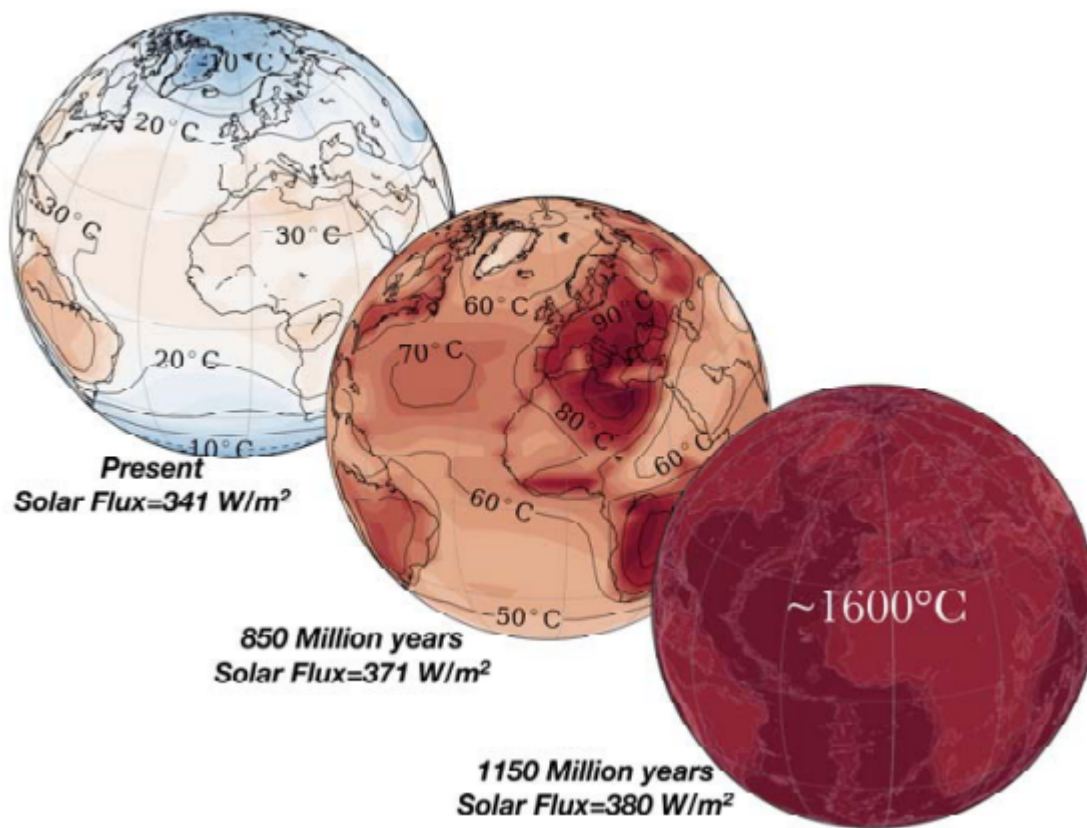 -10°C
20°C
30°C
30°C
20°C
10°C
Present
Solar Flux=341 W/m²
60°C
90°C
70°C
80°C
60°C
60°C
50°C
850 Million years
Solar Flux=371 W/m²
~1600°C
1150 Million years
Solar Flux=380 W/m²